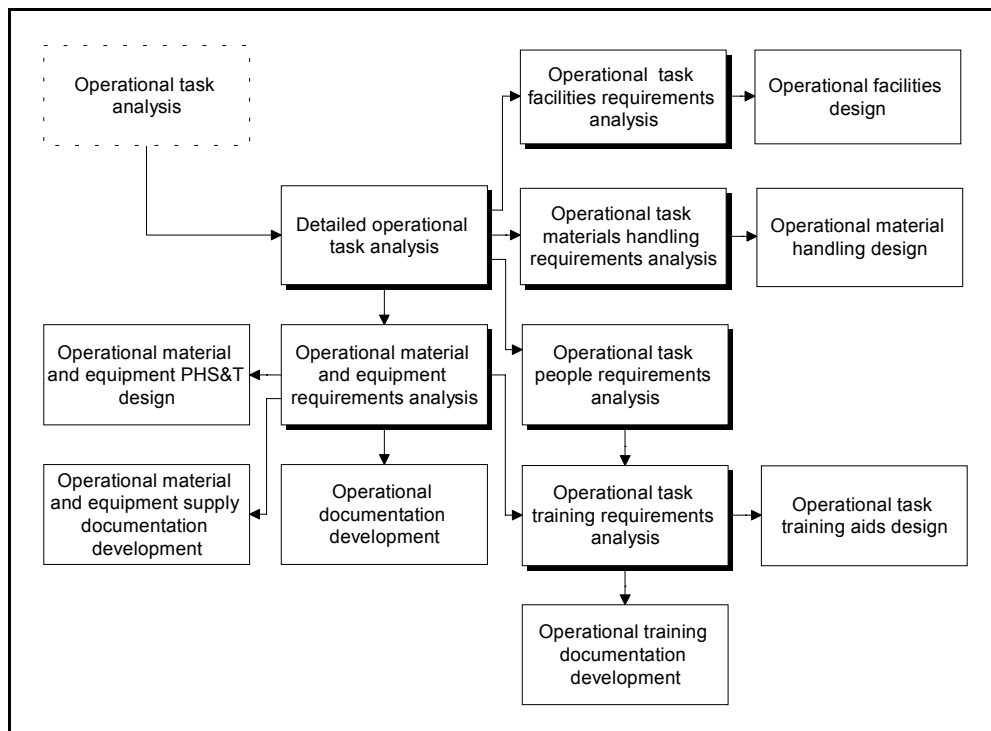 Operational task
analysis
Operational task
facilities requirements
analysis
Operational facilities
design
Detailed operational
task analysis
Operational task
materials handling
requirements analysis
Operational material
handling design
Operational material
and equipment PHS&T
design
Operational material
and equipment
requirements analysis
Operational task
people requirements
analysis
Operational material
and equipment supply
documentation
development
Operational
documentation
development
Operational task
training requirements
analysis
Operational task
training aids design
Operational training
documentation
development